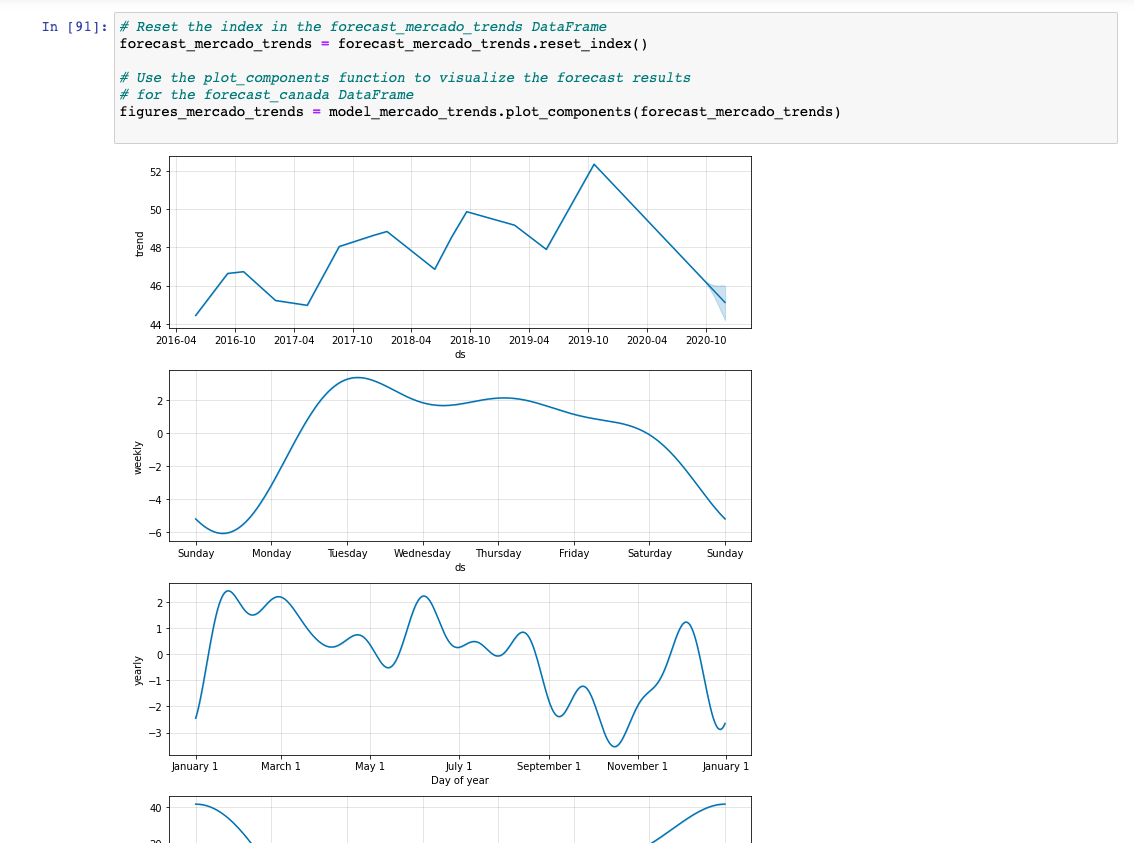 In [91]: # Reset the index in the forecast_mercado_trends DataFrame
forecast_mercado_trends = forecast_mercado_trends.reset_index()
# Use the plot_components function to visualize the forecast results
# for the forecast_canada DataFrame
figures_mercado_trends = model_mercado_trends.plot_components(forecast_mercado_trends)
52
50
48
46
44
trend
2016-04 2016-10 2017-04 2017-10 2018-04 2018-10 2019-04 2019-10 2020-04 2020-10
ds
2
0
−2
−4
−6
weekly
Sunday Monday Tuesday Wednesday Thursday Friday Saturday Sunday
ds
2
1
0
−1
−2
−3
yearly
January 1 March 1 May 1 July 1 September 1 November 1 January 1
Day of year
40